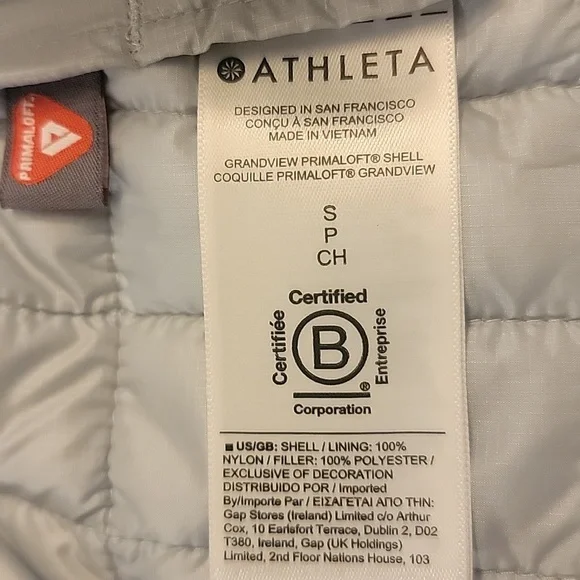 PRIMALOFT
ATHLETA
DESIGNED IN SAN FRANCISCO
CONÇU À SAN FRANCISCO
MADE IN VIETNAM
GRANDVIEW PRIMALOFT® SHELL
COQUILLE PRIMALOFT® GRANDVIEW
S
P
CH
Certified
Certifiée
B
Entreprise
®
Corporation
US/GB: SHELL / LINING: 100%
NYLON / FILLER: 100% POLYESTER /
EXCLUSIVE OF DECORATION
DISTRIBUIDO POR / Imported
By/Importe Par / ΕΙΣΑΓΕΤΑΙ ΑΠΟ ΤΗΝ:
Gap Stores (Ireland) Limited c/o Arthur
Cox, 10 Earlsfort Terrace, Dublin 2, D02
T380, Ireland, Gap (UK Holdings)
Limited, 2nd Floor Nations House, 103